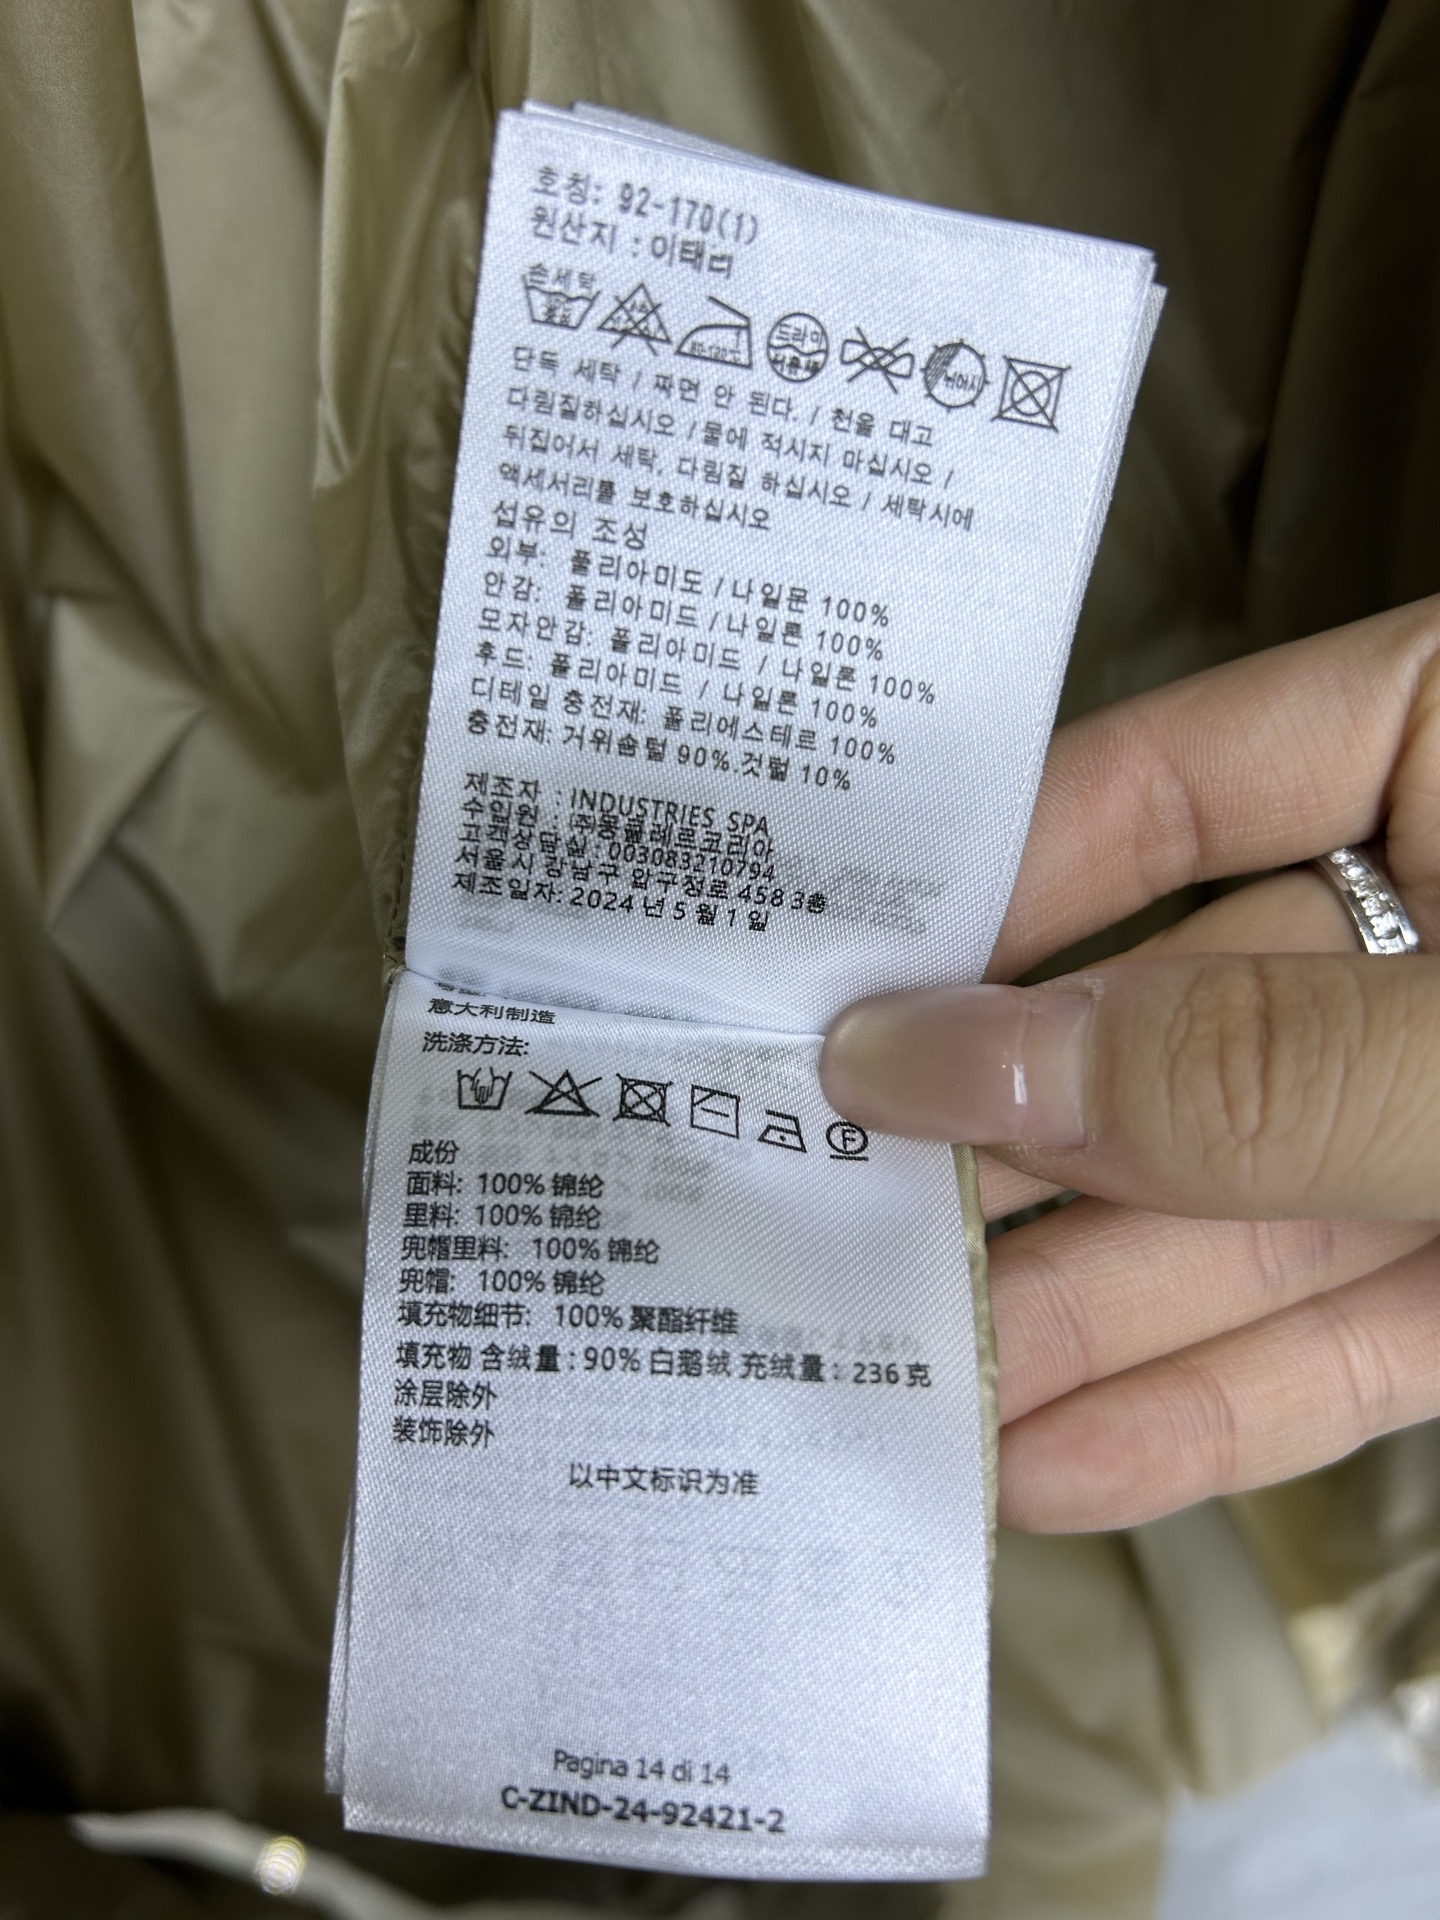 호칭: 92-170(1)
원산지 : 이태리
손세탁
80-120℃
드라이
단독 세탁 / 짜면 안 된다. / 천을 대고
다림질하십시오 / 물에 적시지 마십시오 /
뒤집어서 세탁, 다림질 하십시오 / 세탁시에
액세서리를 보호하십시오
섬유의 조성
외부: 폴리아미도 / 나일론 100%
안감: 폴리아미드 / 나일론 100%
모자안감: 폴리아미드 / 나일론 100%
후드: 폴리아미드 / 나일론 100%
디테일 충전재: 폴리에스테르 100%
충전재: 거위솜털 90%.깃털 10%
제조자 : INDUSTRIES SPA
수입원 : ㈜몽클레르코리아
고객상담실 : 003083210794
서울시 강남구 압구정로 458 3층
제조일자: 2024년 5월 1일
意大利制造
洗涤方法:
F
成份
面料: 100% 锦纶
里料: 100% 锦纶
兜帽里料: 100% 锦纶
兜帽: 100% 锦纶
填充物细节: 100% 聚酯纤维
填充物 含绒量 : 90% 白鹅绒 充绒量 : 236 克
涂层除外
装饰除外
以中文标识为准
Pagina 14 di 14
C-ZIND-24-92421-2